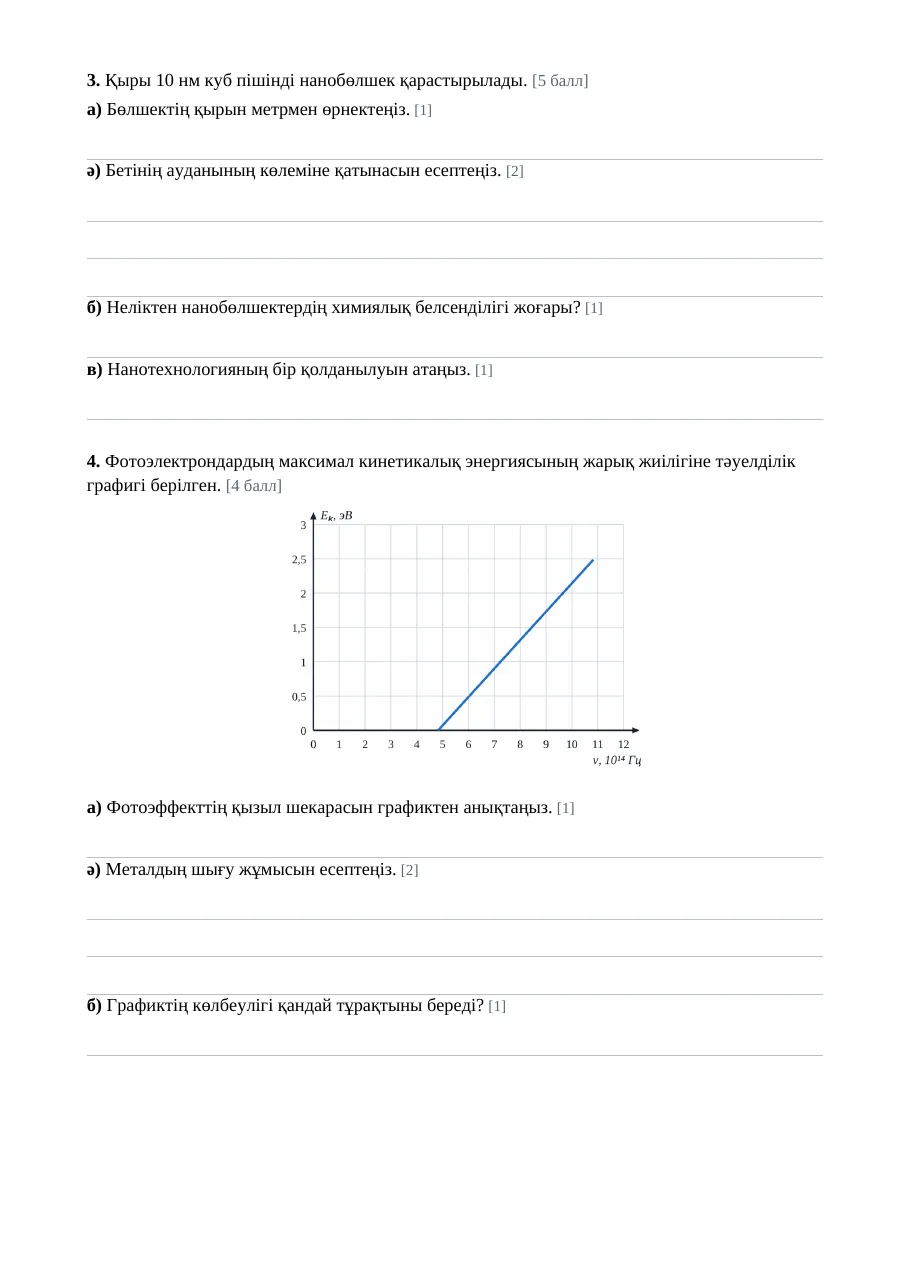 3. Қыры 10 нм куб пішінді нанобөлшек қарастырылады. [5 балл]
а) Бөлшектің қырын метрмен өрнектеңіз. [1]
ә) Бетінің ауданының көлеміне қатынасын есептеңіз. [2]
б) Неліктен нанобөлшектердің химиялық белсенділігі жоғары? [1]
в) Нанотехнологияның бір қолданылуын атаңыз. [1]
4. Фотоэлектрондардың максимал кинетикалық энергиясының жарық жиілігіне тәуелділік
графигі берілген. [4 балл]
Eₖ, эВ
3
2,5
2
1,5
1
0,5
0
0 1 2 3 4 5 6 7 8 9 10 11 12
ν, 10¹⁴ Гц
а) Фотоэффекттің қызыл шекарасын графиктен анықтаңыз. [1]
ә) Металдың шығу жұмысын есептеңіз. [2]
б) Графиктің көлбеулігі қандай тұрақтыны береді? [1]